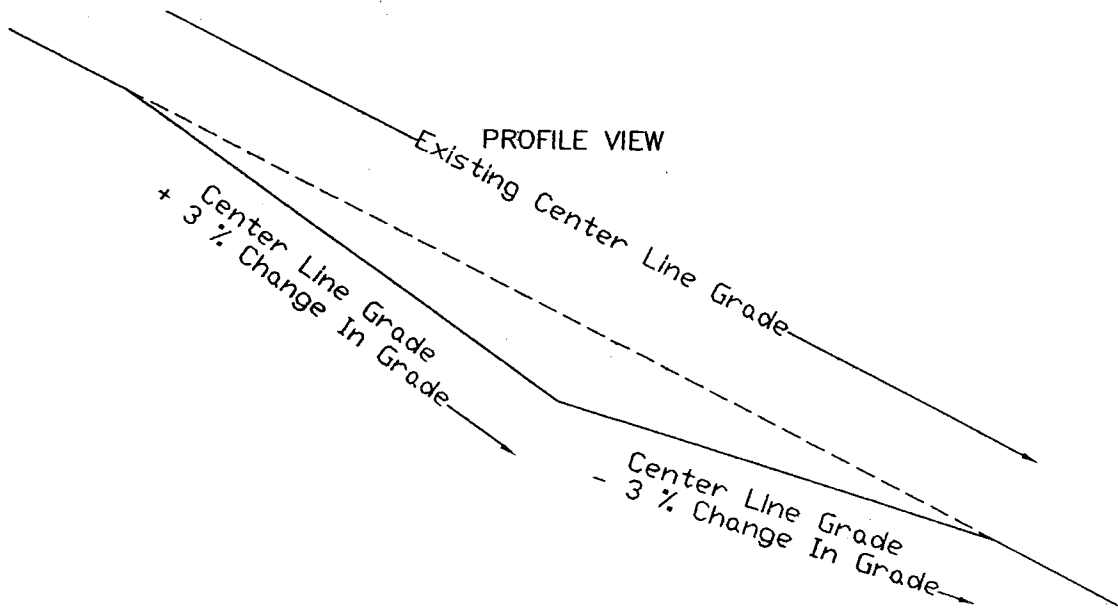 PROFILE VIEW
Existing Center Line Grade
Center Line Grade
+ 3 % Change In Grade
Center Line Grade
- 3 % Change In Grade